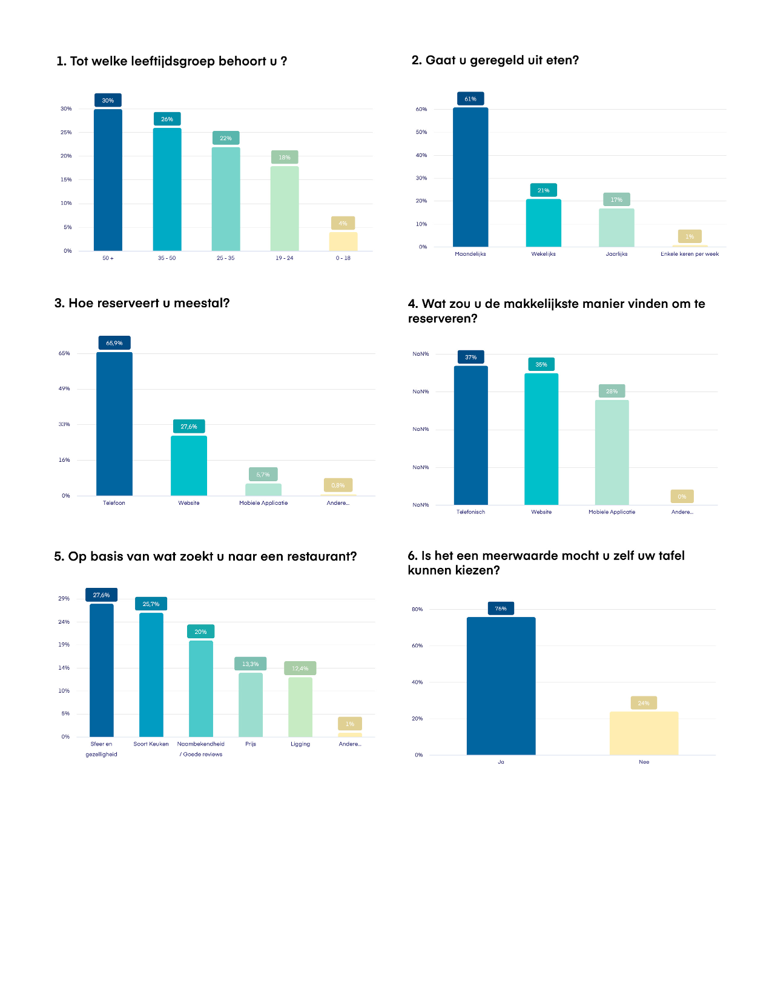 1. Tot welke leeftijdsgroep behoort u ?
30%
30%
26%
25%
22%
20%
18%
15%
10%
5%
4%
0%
50 +
35 - 50
25 - 35
19 - 24
0 - 18
2. Gaat u geregeld uit eten?
61%
60%
50%
40%
30%
21%
20%
17%
10%
1%
0%
Maandelijks
Wekelijks
Jaarlijks
Enkele keren per week
3. Hoe reserveert u meestal?
65,9%
65%
49%
33%
27,6%
16%
5,7%
0,8%
0%
Telefoon
Website
Mobiele Applicatie
Andere...
4. Wat zou u de makkelijkste manier vinden om te
reserveren?
NaN%
37%
35%
NaN%
28%
NaN%
NaN%
0%
NaN%
Telefonisch
Website
Mobiele Applicatie
Andere...
5. Op basis van wat zoekt u naar een restaurant?
27,6%
29%
25,7%
24%
20%
19%
13,3%
14%
12,4%
10%
5%
1%
0%
Sfeer en
gezelligheid
Soort Keuken
Naambekendheid
/ Goede reviews
Prijs
Ligging
Andere...
6. Is het een meerwaarde mocht u zelf uw tafel
kunnen kiezen?
80%
76%
60%
40%
24%
20%
0%
Ja
Nee